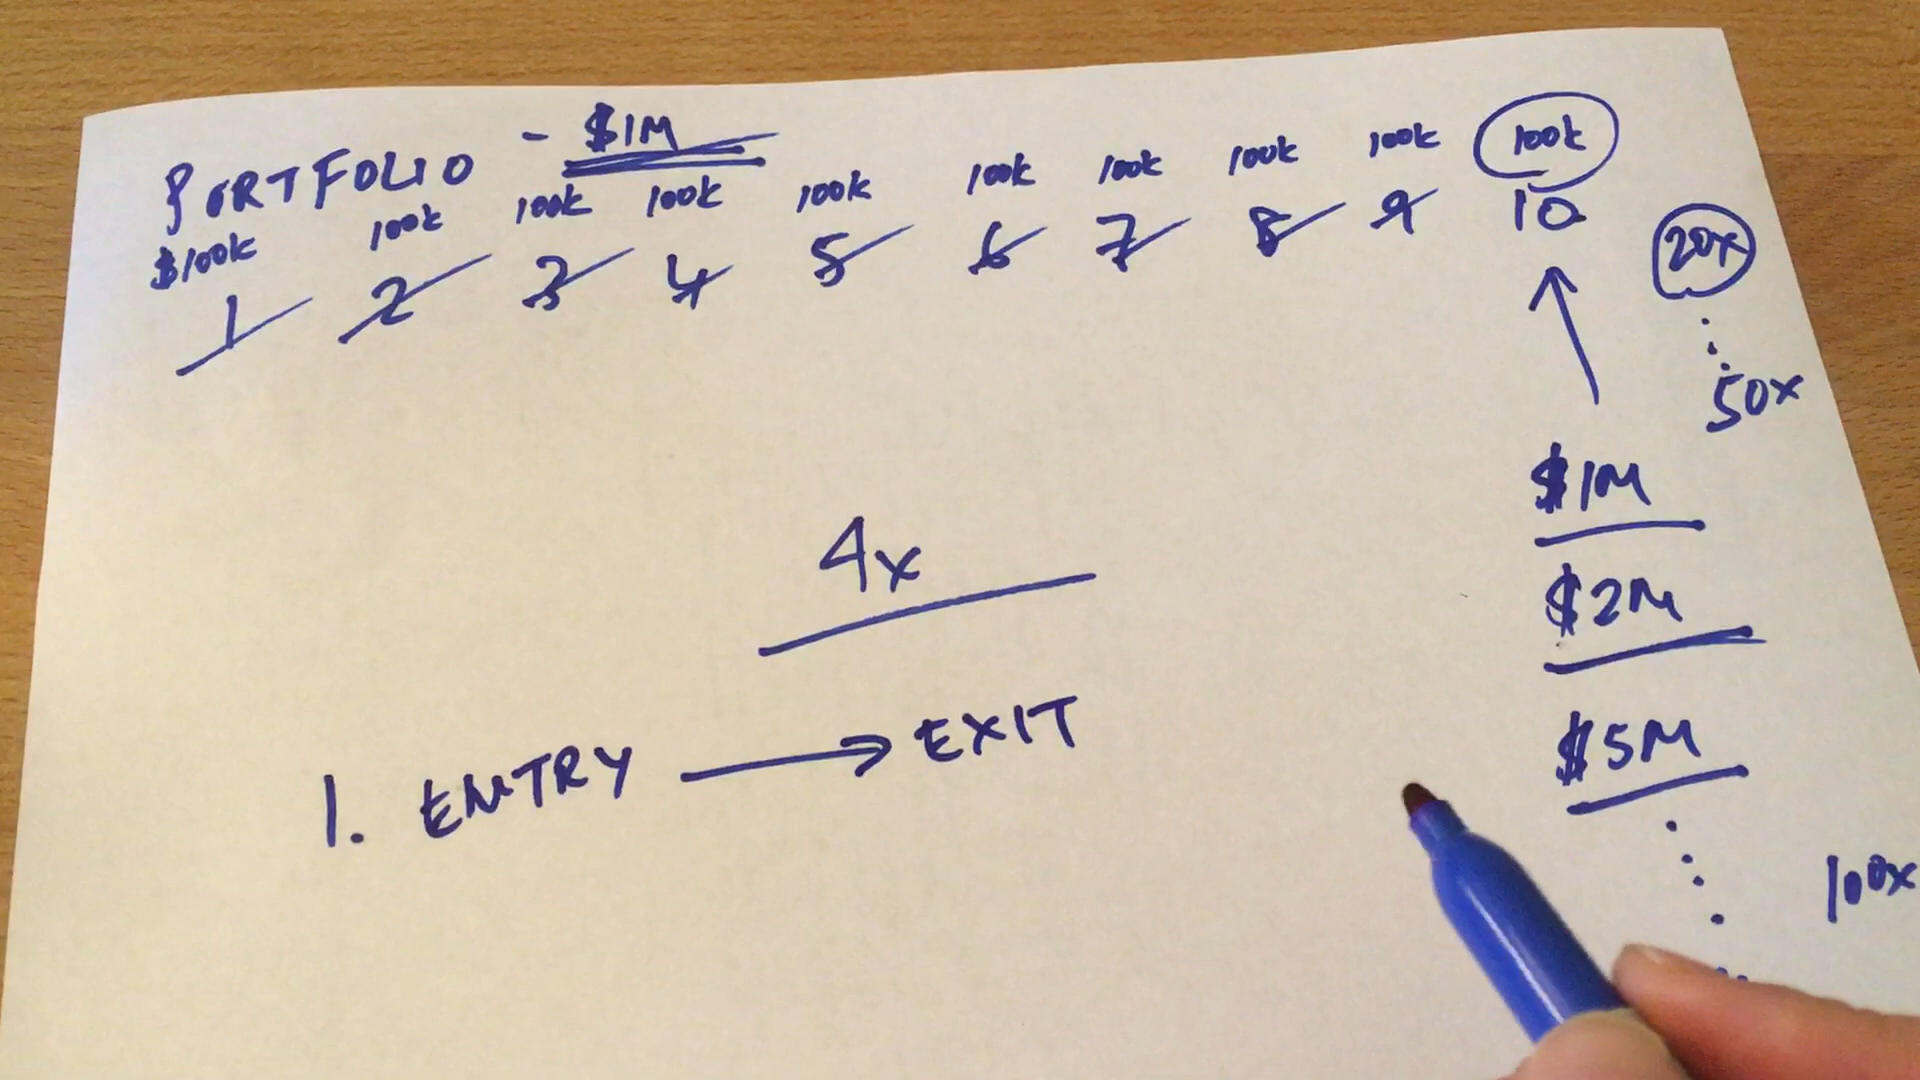 PORTFOLIO - $1M
$100k 100k 100k 100k 100k 100k 100k 100k 100k 100k
1 2 3 4 5 6 7 8 9 10
20x
50x
$1M
4x
$2M
1. ENTRY → EXIT
$5M
100x